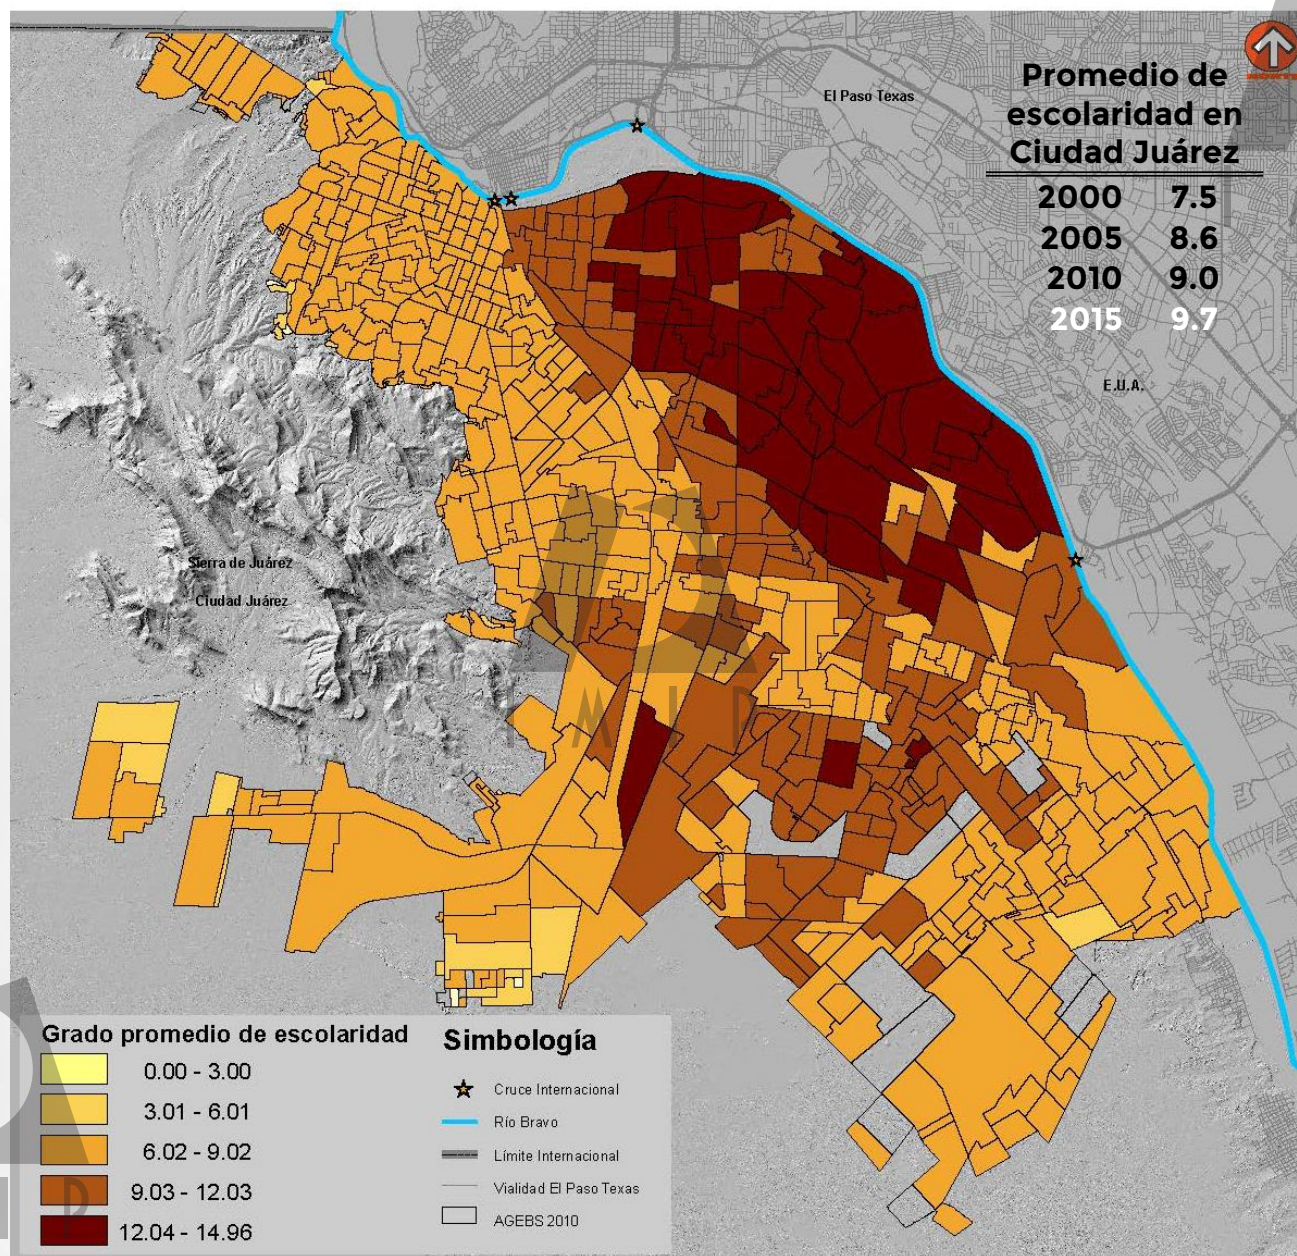 El Paso Texas
Promedio de
escolaridad en
Ciudad Juárez
2000 7.5
2005 8.6
2010 9.0
2015 9.7
E.U.A.
Sierra de Juárez
Ciudad Juárez
I M I P
Grado promedio de escolaridad
0.00 - 3.00
3.01 - 6.01
6.02 - 9.02
9.03 - 12.03
12.04 - 14.96
Simbología
Cruce Internacional
Río Bravo
Límite Internacional
Vialidad El Paso Texas
AGEBS 2010
P